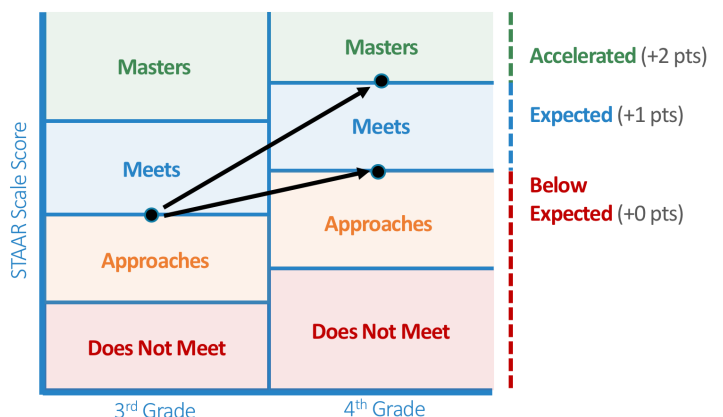 Masters
Masters
Accelerated (+2 pts)
Expected (+1 pts)
Meets
Meets
Below
Expected (+0 pts)
Approaches
Approaches
Does Not Meet
Does Not Meet
STAAR Scale Score
3rd Grade
4th Grade